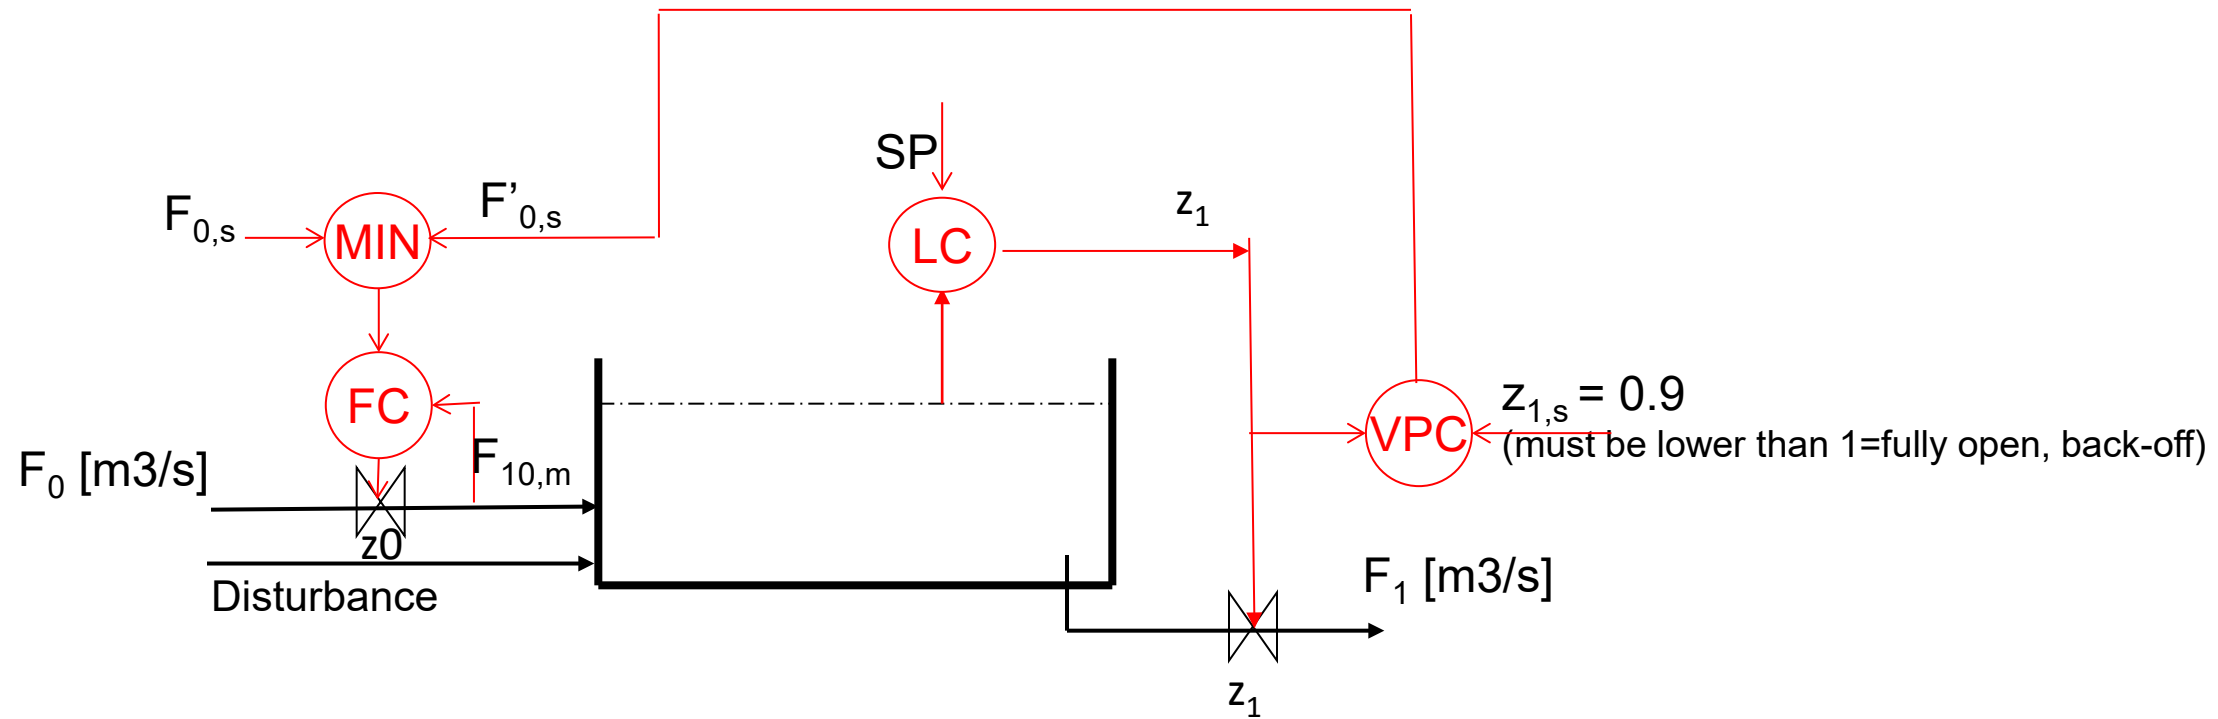 SP
F0,s
MIN
F’0,s
LC
z1
FC
z1,s = 0.9
VPC
(must be lower than 1=fully open, back-off)
F0 [m3/s]
F10,m
z0
Disturbance
F1 [m3/s]
z1